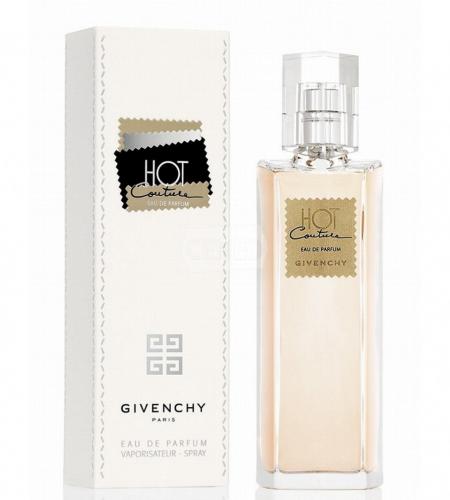 HOT
Couture
EAU DE PARFUM
GIVENCHY
PARIS
EAU DE PARFUM
VAPORISATEUR - SPRAY
HOT
Couture
EAU DE PARFUM
GIVENCHY